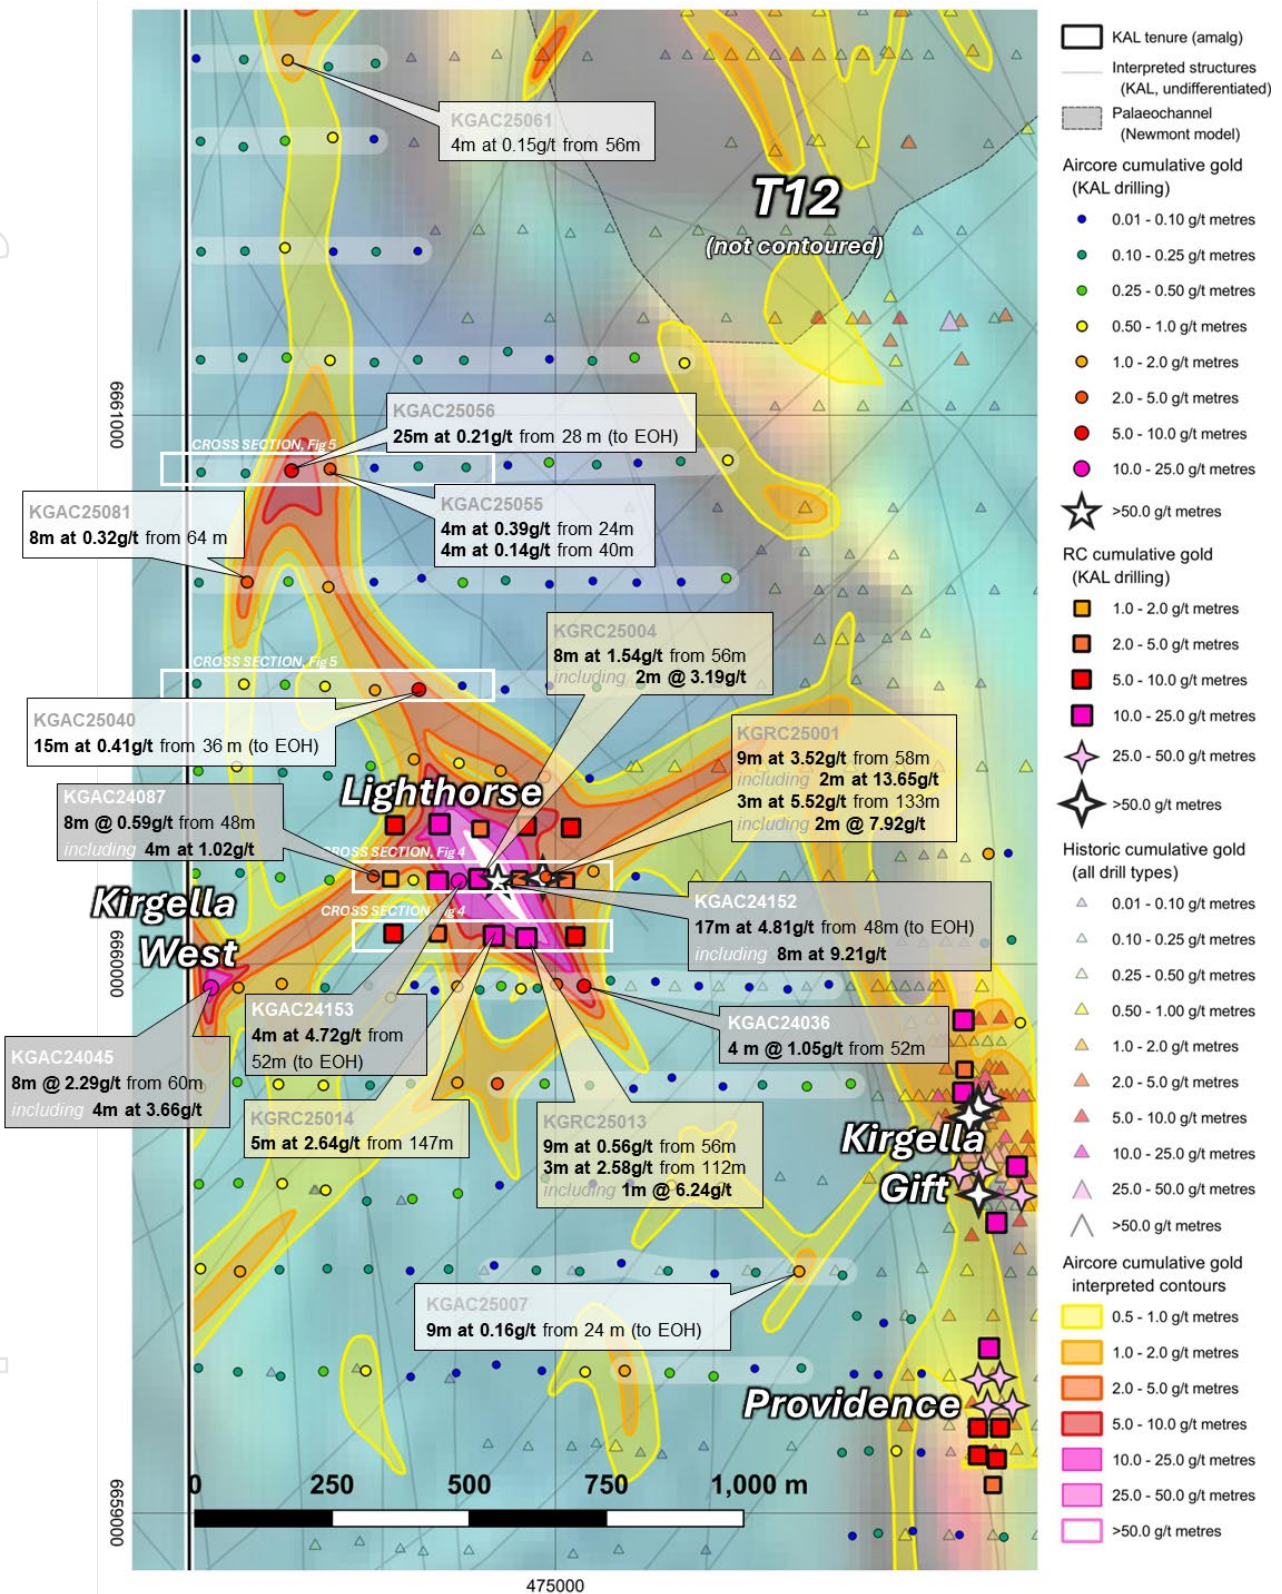 KGAC25061
4m at 0.15g/t from 56m
T12
(not contoured)
6661000
KGAC25056
25m at 0.21g/t from 28 m (to EOH)
CROSS SECTION, Fig 5
KGAC25081
8m at 0.32g/t from 64 m
KGAC25055
4m at 0.39g/t from 24m
4m at 0.14g/t from 40m
KGRC25004
8m at 1.54g/t from 56m
including 2m @ 3.19g/t
CROSS SECTION, Fig 5
KGAC25040
15m at 0.41g/t from 36 m (to EOH)
KGRC25001
9m at 3.52g/t from 58m
including 2m at 13.65g/t
3m at 5.52g/t from 133m
including 2m @ 7.92g/t
Lighthorse
KGAC24087
8m @ 0.59g/t from 48m
including 4m at 1.02g/t
CROSS SECTION, Fig 4
Kirgella
West
KGAC24152
17m at 4.81g/t from 48m (to EOH)
including 8m at 9.21g/t
CROSS SECTION, Fig 4
6660000
KGAC24153
4m at 4.72g/t from
52m (to EOH)
KGAC24036
4 m @ 1.05g/t from 52m
KGAC24045
8m @ 2.29g/t from 60m
including 4m at 3.66g/t
KGRC25014
5m at 2.64g/t from 147m
KGRC25013
9m at 0.56g/t from 56m
3m at 2.58g/t from 112m
including 1m @ 6.24g/t
Kirgella
Gift
KGAC25007
9m at 0.16g/t from 24 m (to EOH)
Providence
0 250 500 750 1,000 m
6659000
475000
KAL tenure (amalg)
Interpreted structures
(KAL, undifferentiated)
Palaeochannel
(Newmont model)
Aircore cumulative gold
(KAL drilling)
0.01 - 0.10 g/t metres
0.10 - 0.25 g/t metres
0.25 - 0.50 g/t metres
0.50 - 1.0 g/t metres
1.0 - 2.0 g/t metres
2.0 - 5.0 g/t metres
5.0 - 10.0 g/t metres
10.0 - 25.0 g/t metres
>50.0 g/t metres
RC cumulative gold
(KAL drilling)
1.0 - 2.0 g/t metres
2.0 - 5.0 g/t metres
5.0 - 10.0 g/t metres
10.0 - 25.0 g/t metres
25.0 - 50.0 g/t metres
>50.0 g/t metres
Historic cumulative gold
(all drill types)
0.01 - 0.10 g/t metres
0.10 - 0.25 g/t metres
0.25 - 0.50 g/t metres
0.50 - 1.00 g/t metres
1.0 - 2.0 g/t metres
2.0 - 5.0 g/t metres
5.0 - 10.0 g/t metres
10.0 - 25.0 g/t metres
25.0 - 50.0 g/t metres
>50.0 g/t metres
Aircore cumulative gold
interpreted contours
0.5 - 1.0 g/t metres
1.0 - 2.0 g/t metres
2.0 - 5.0 g/t metres
5.0 - 10.0 g/t metres
10.0 - 25.0 g/t metres
25.0 - 50.0 g/t metres
>50.0 g/t metres